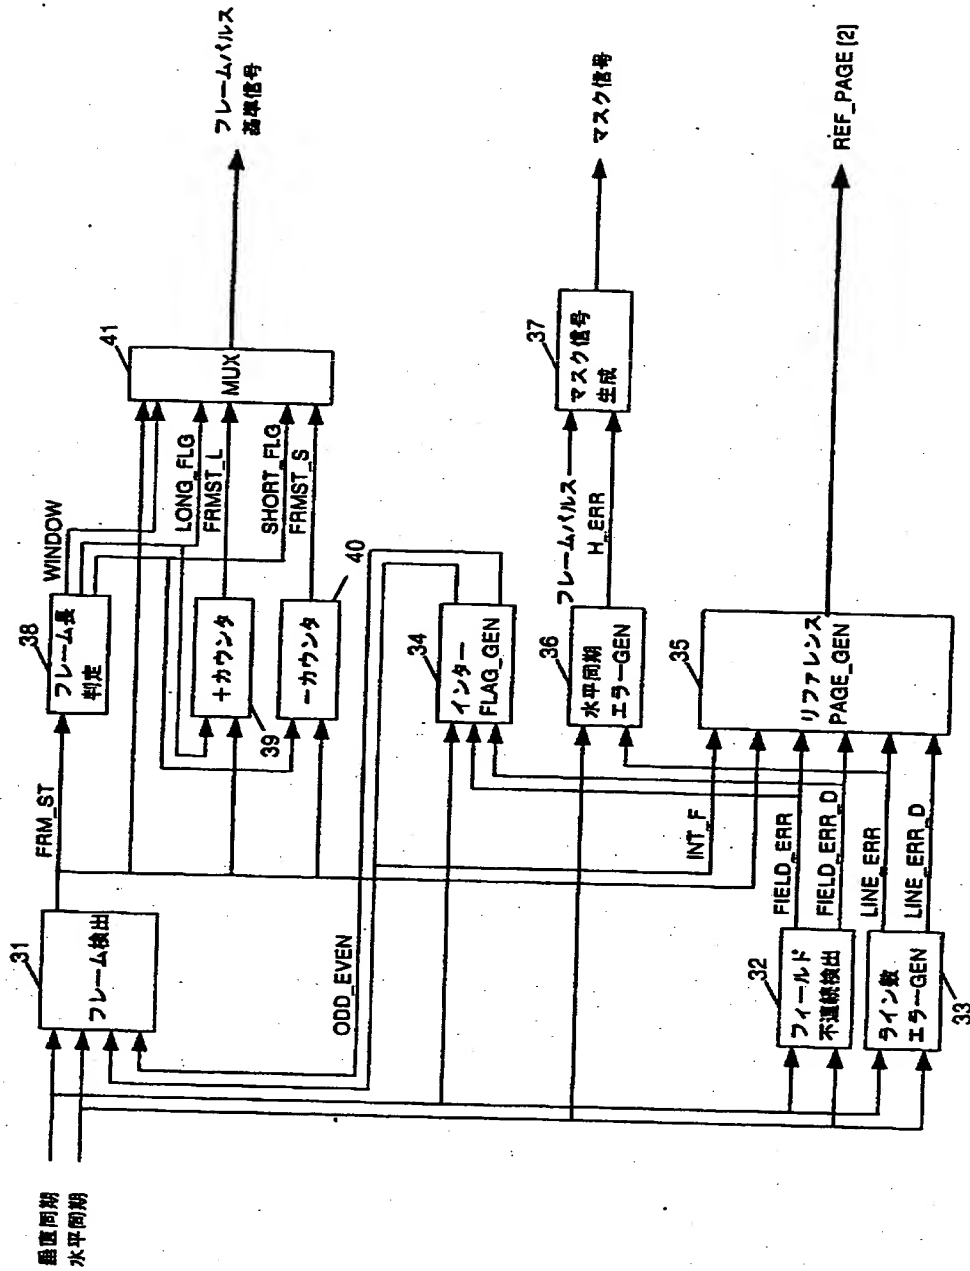 垂直同期
水平同期
31
フレーム検出
FRM_ST
38
フレーム長
判定
WINDOW
LONG_FLG
FRMST_L
SHORT_FLG
FRMST_S
+カウンタ
39
−カウンタ
40
41
MUX
フレームパルス
基準信号
ODD_EVEN
34
インター
FLAG_GEN
36
水平同期
エラーGEN
フレームパルス
H_ERR
37
マスク信号
生成
マスク信号
INT_F
32
フィールド
不連続検出
FIELD_ERR
FIELD_ERR_D
ライン数
エラーGEN
33
LINE_ERR
LINE_ERR_D
35
リファレンス
PAGE_GEN
REF_PAGE [2]